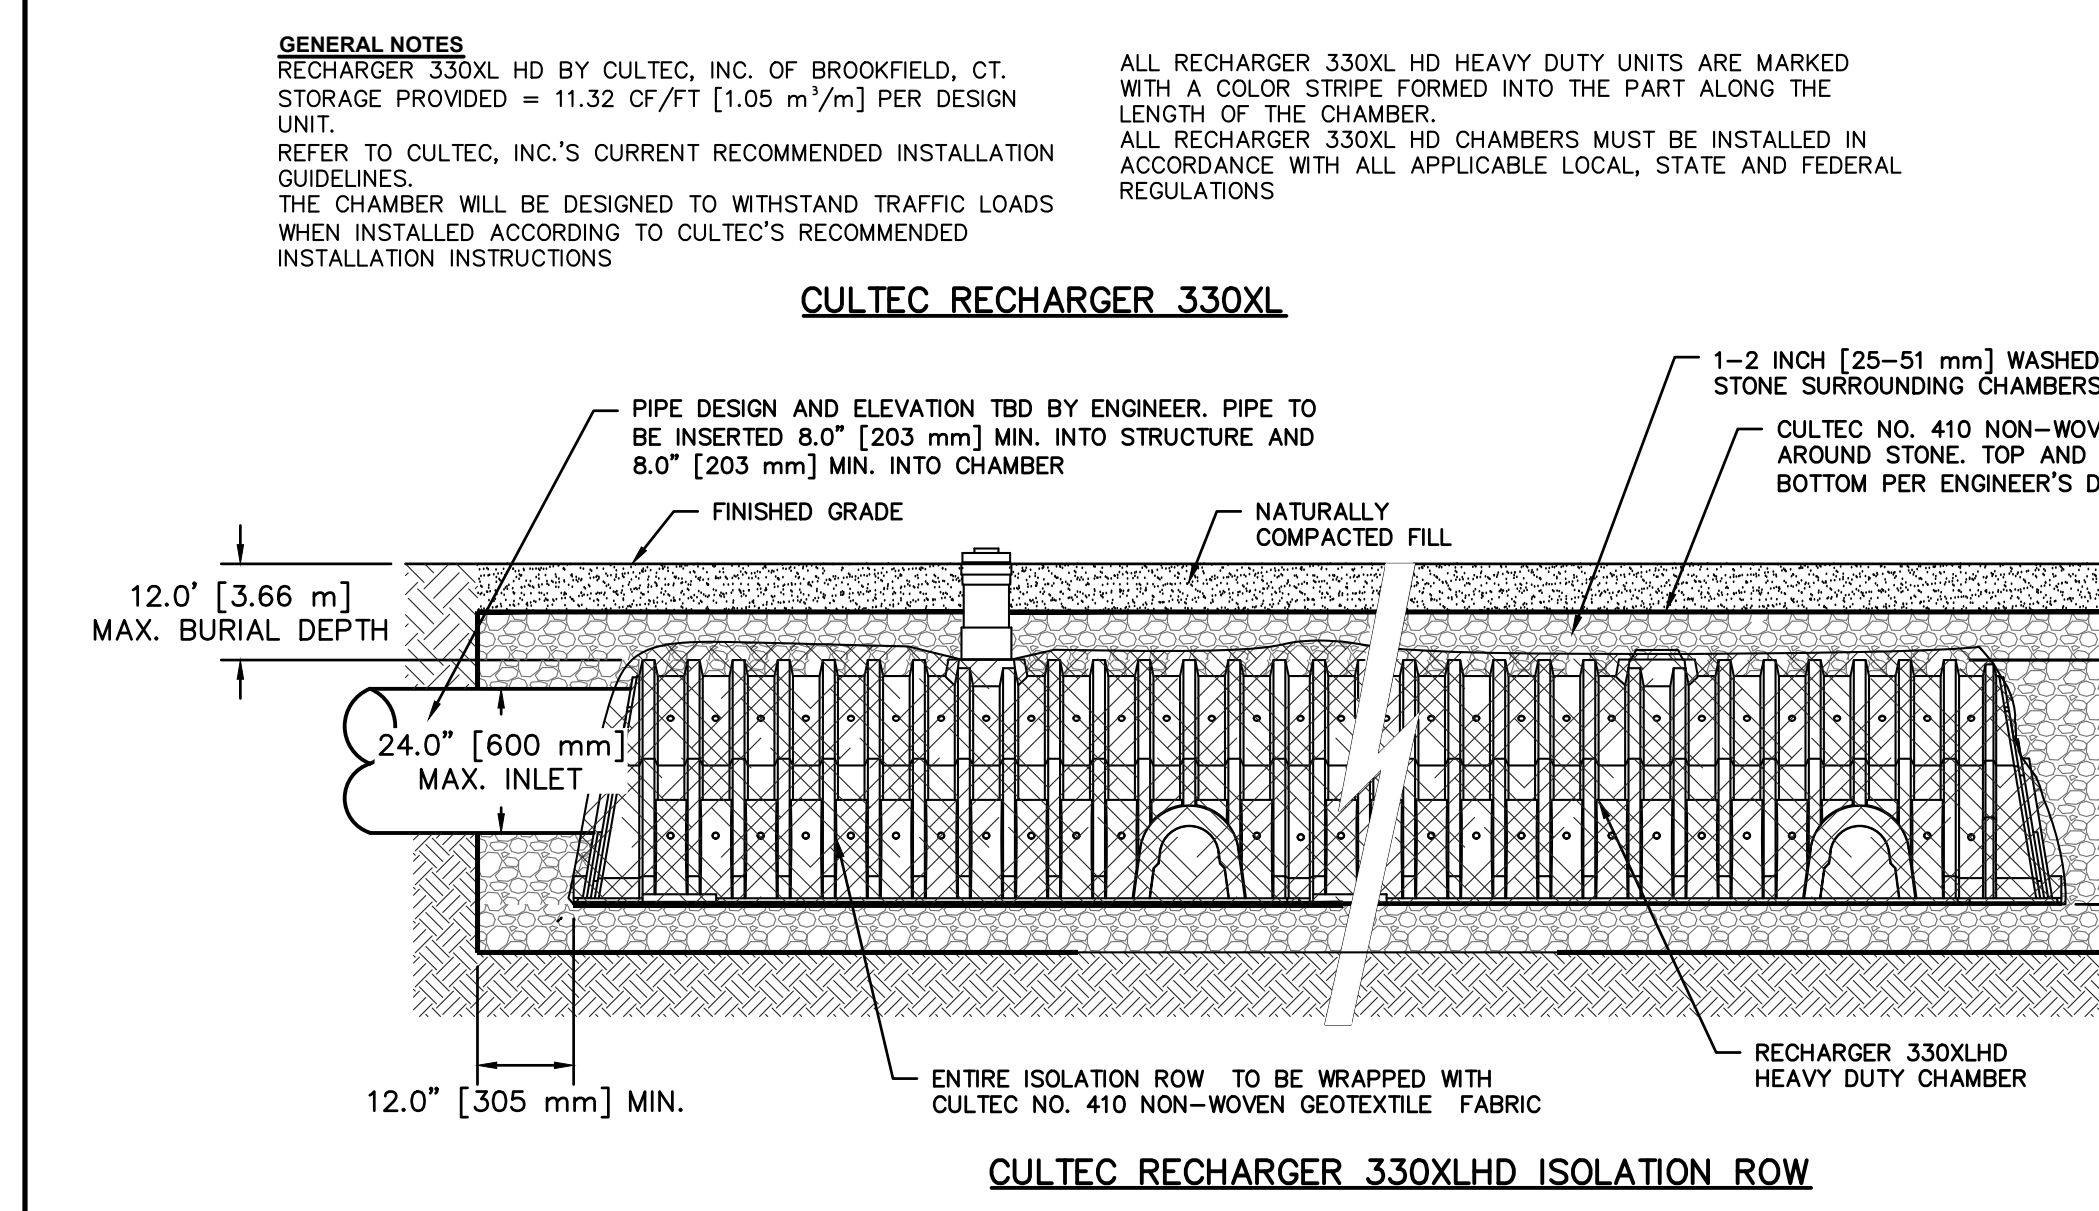 GENERAL NOTES
RECHARGER 330XL HD BY CULTEC, INC. OF BROOKFIELD, CT.
STORAGE PROVIDED = 11.32 CF/FT [1.05 m³/m] PER DESIGN
UNIT.
REFER TO CULTEC, INC.'S CURRENT RECOMMENDED INSTALLATION
GUIDELINES.
THE CHAMBER WILL BE DESIGNED TO WITHSTAND TRAFFIC LOADS
WHEN INSTALLED ACCORDING TO CULTEC'S RECOMMENDED
INSTALLATION INSTRUCTIONS
ALL RECHARGER 330XL HD HEAVY DUTY UNITS ARE MARKED
WITH A COLOR STRIPE FORMED INTO THE PART ALONG THE
LENGTH OF THE CHAMBER.
ALL RECHARGER 330XL HD CHAMBERS MUST BE INSTALLED IN
ACCORDANCE WITH ALL APPLICABLE LOCAL, STATE AND FEDERAL
REGULATIONS
CULTEC RECHARGER 330XL
1-2 INCH [25-51 mm] WASHED
STONE SURROUNDING CHAMBERS
PIPE DESIGN AND ELEVATION TBD BY ENGINEER. PIPE TO
BE INSERTED 8.0" [203 mm] MIN. INTO STRUCTURE AND
8.0" [203 mm] MIN. INTO CHAMBER
CULTEC NO. 410 NON-WOV
AROUND STONE. TOP AND
BOTTOM PER ENGINEER'S D
FINISHED GRADE
NATURALLY
COMPACTED FILL
12.0' [3.66 m]
MAX. BURIAL DEPTH
24.0" [600 mm]
MAX. INLET
12.0" [305 mm] MIN.
ENTIRE ISOLATION ROW TO BE WRAPPED WITH
CULTEC NO. 410 NON-WOVEN GEOTEXTILE FABRIC
RECHARGER 330XLHD
HEAVY DUTY CHAMBER
CULTEC RECHARGER 330XLHD ISOLATION ROW